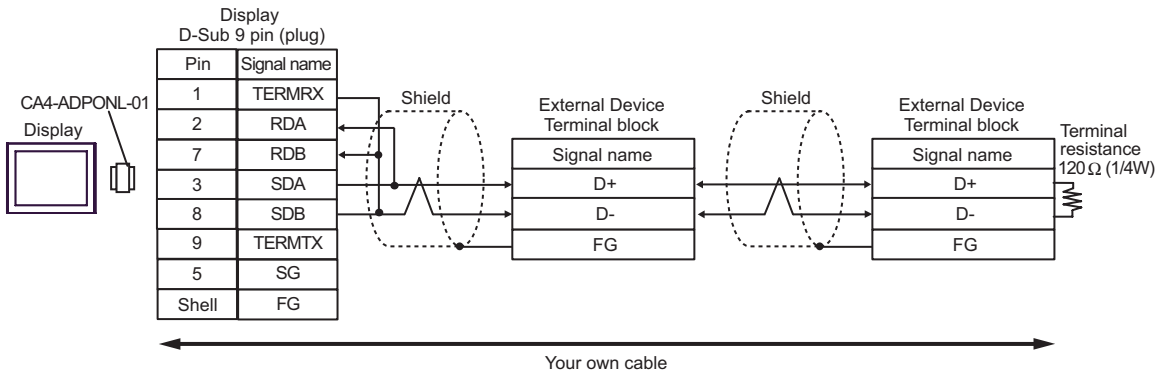 Display
D-Sub 9 pin (plug)
Pin Signal name
1 TERMRX
2 RDA
7 RDB
3 SDA
8 SDB
9 TERMTX
5 SG
Shell FG
CA4-ADPONL-01
Display
Shield
External Device
Terminal block
Signal name
D+
D-
FG
Shield
External Device
Terminal block
Signal name
D+
D-
FG
Terminal
resistance
120 Ω (1/4W)
Your own cable